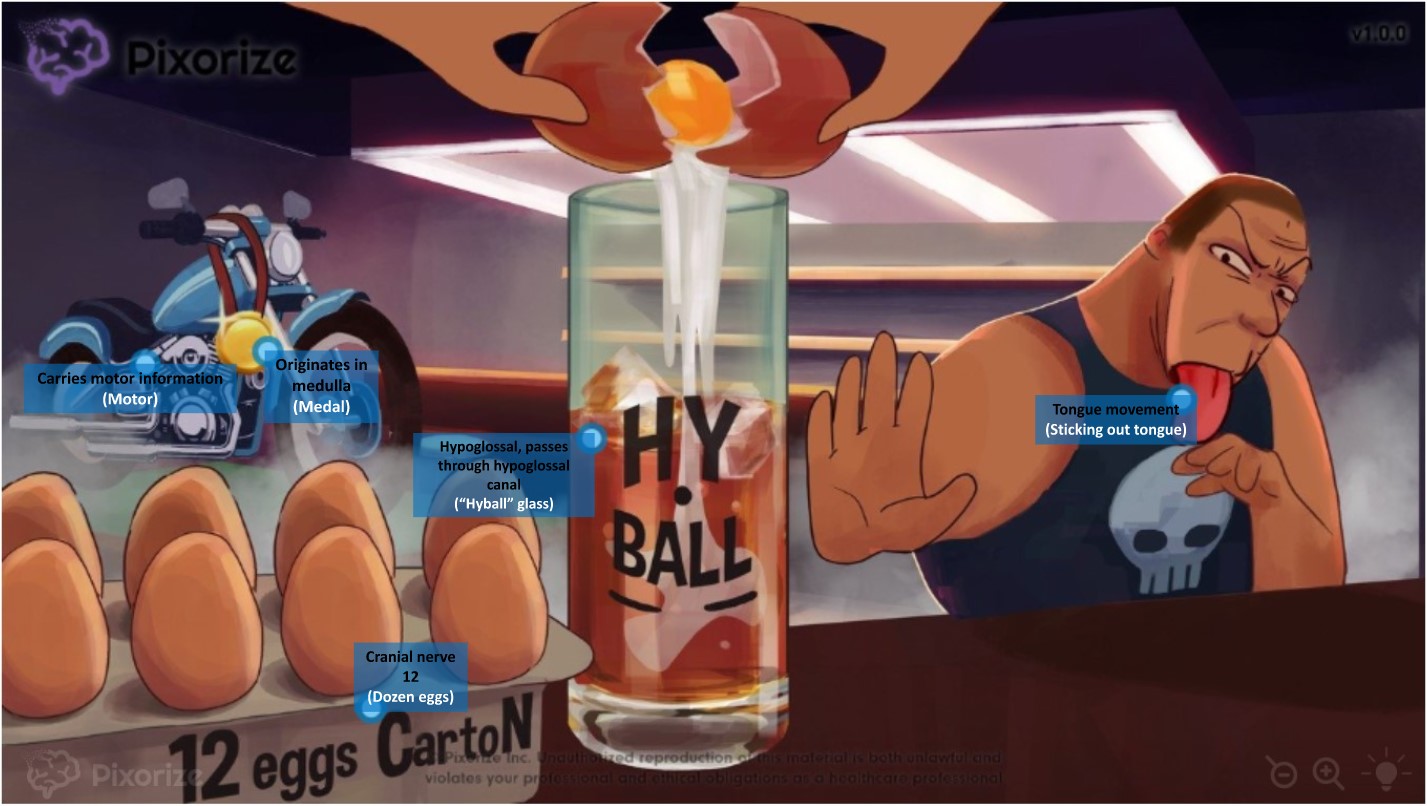 Pixorize
v1.0.0
Carries motor information
(Motor)
Originates in
medulla
(Medal)
Tongue movement
(Sticking out tongue)
Hypoglossal, passes
through hypoglossal
canal
(“Hyball” glass)
HY
BALL
Cranial nerve
12
(Dozen eggs)
12 eggs CartoN
Pixorize Inc. Unauthorized reproduction of this material is both unlawful and
violates your professional and ethical obligations as a healthcare professional
Pixorize